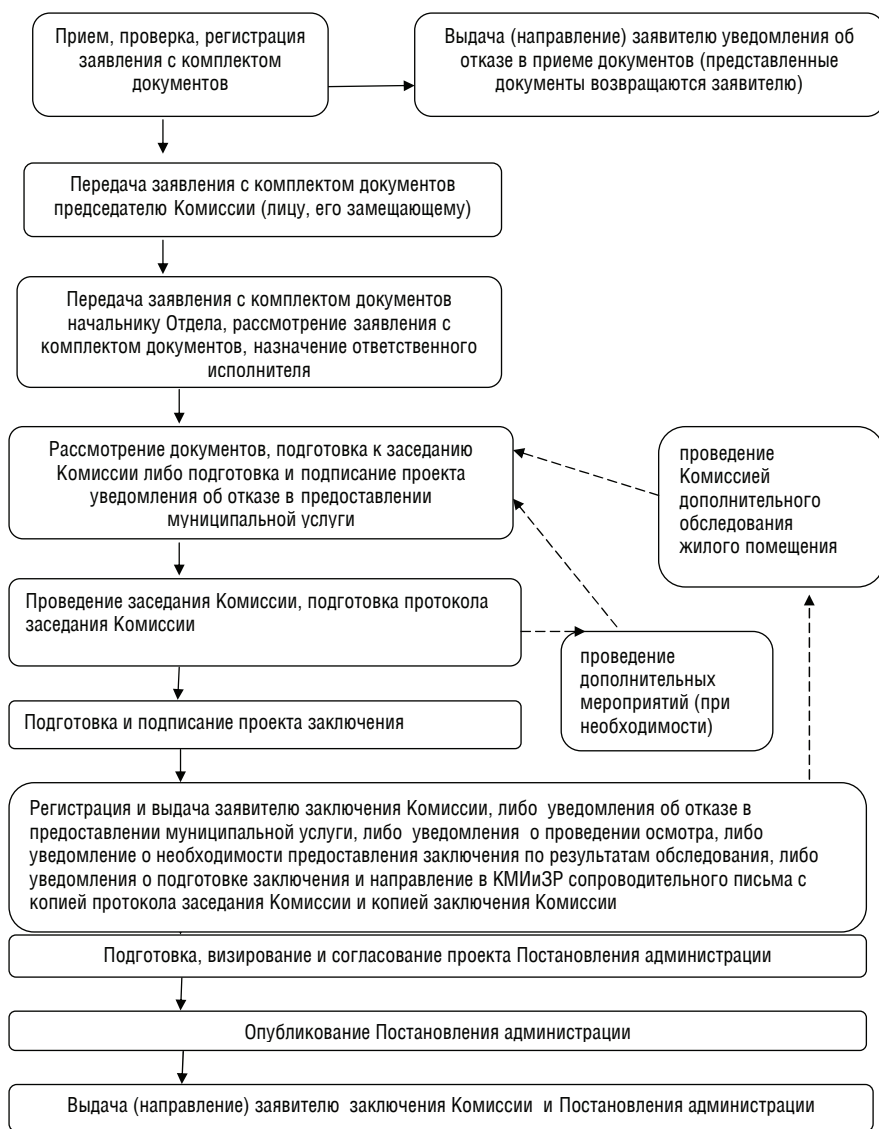 Прием, проверка, регистрация
заявления с комплектом
документов
Выдача (направление) заявителю уведомления об
отказе в приеме документов (представленные
документы возвращаются заявителю)
Передача заявления с комплектом документов
председателю Комиссии (лицу, его замещающему)
Передача заявления с комплектом документов
начальнику Отдела, рассмотрение заявления с
комплектом документов, назначение ответственного
исполнителя
Рассмотрение документов, подготовка к заседанию
Комиссии либо подготовка и подписание проекта
уведомления об отказе в предоставлении
муниципальной услуги
проведение
Комиссией
дополнительного
обследования
жилого помещения
Проведение заседания Комиссии, подготовка протокола
заседания Комиссии
проведение
дополнительных
мероприятий (при
необходимости)
Подготовка и подписание проекта заключения
Регистрация и выдача заявителю заключения Комиссии, либо уведомления об отказе в
предоставлении муниципальной услуги, либо уведомления о проведении осмотра, либо
уведомление о необходимости предоставления заключения по результатам обследования, либо
уведомления о подготовке заключения и направление в КМИиЗР сопроводительного письма с
копией протокола заседания Комиссии и копией заключения Комиссии
Подготовка, визирование и согласование проекта Постановления администрации
Опубликование Постановления администрации
Выдача (направление) заявителю заключения Комиссии и Постановления администрации